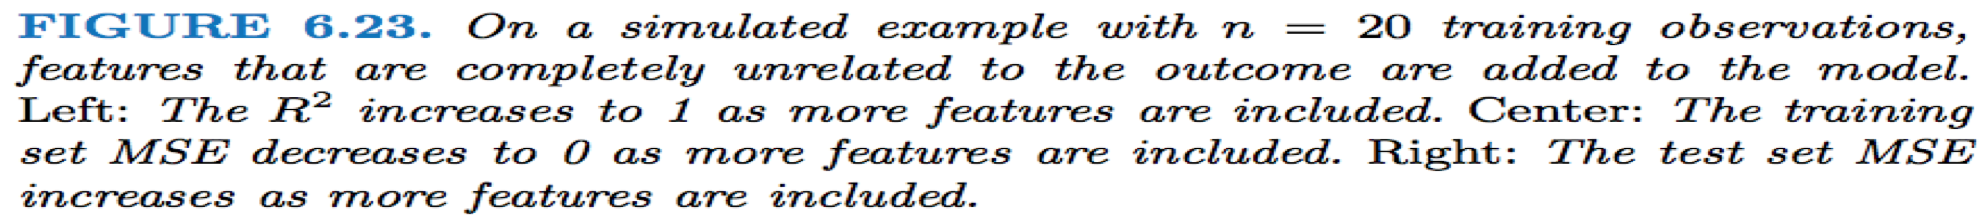 FIGURE 6.23. On a simulated example with n = 20 training observations,
features that are completely unrelated to the outcome are added to the model.
Left: The R² increases to 1 as more features are included. Center: The training
set MSE decreases to 0 as more features are included. Right: The test set MSE
increases as more features are included.